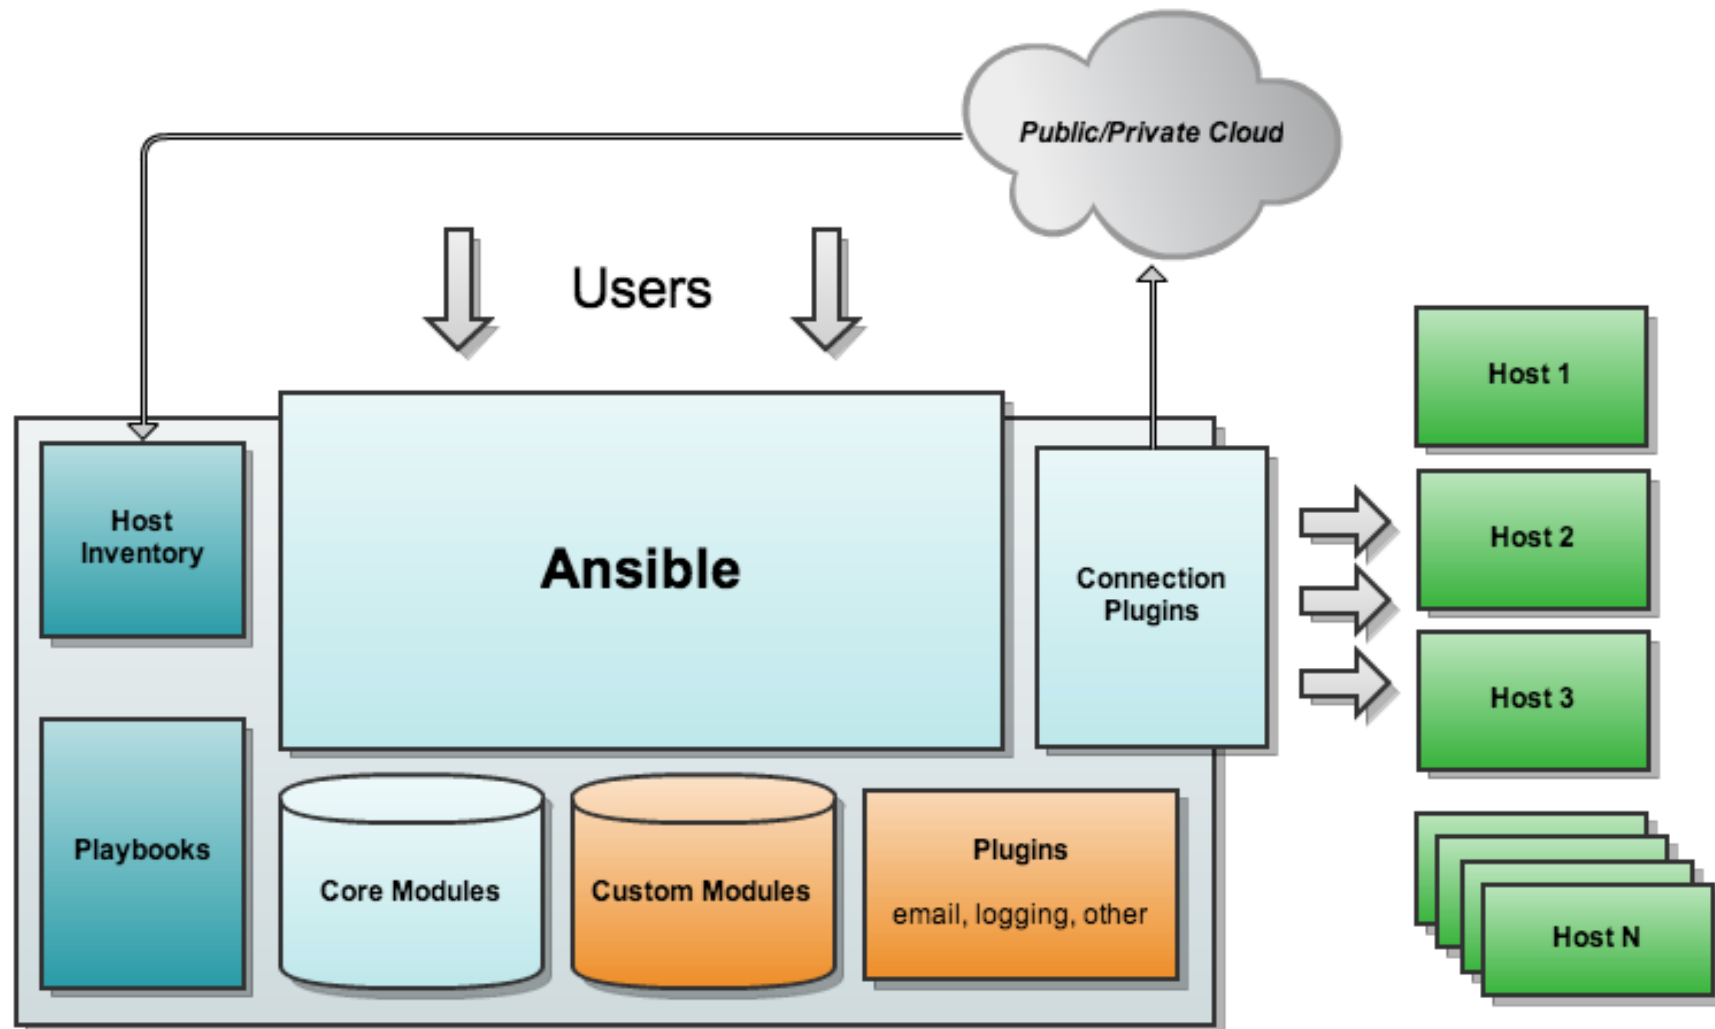 Public/Private Cloud
Users
Host 1
Host
Inventory
Ansible
Connection
Plugins
Host 2
Host 3
Playbooks
Core Modules
Custom Modules
Plugins
email, logging, other
Host N